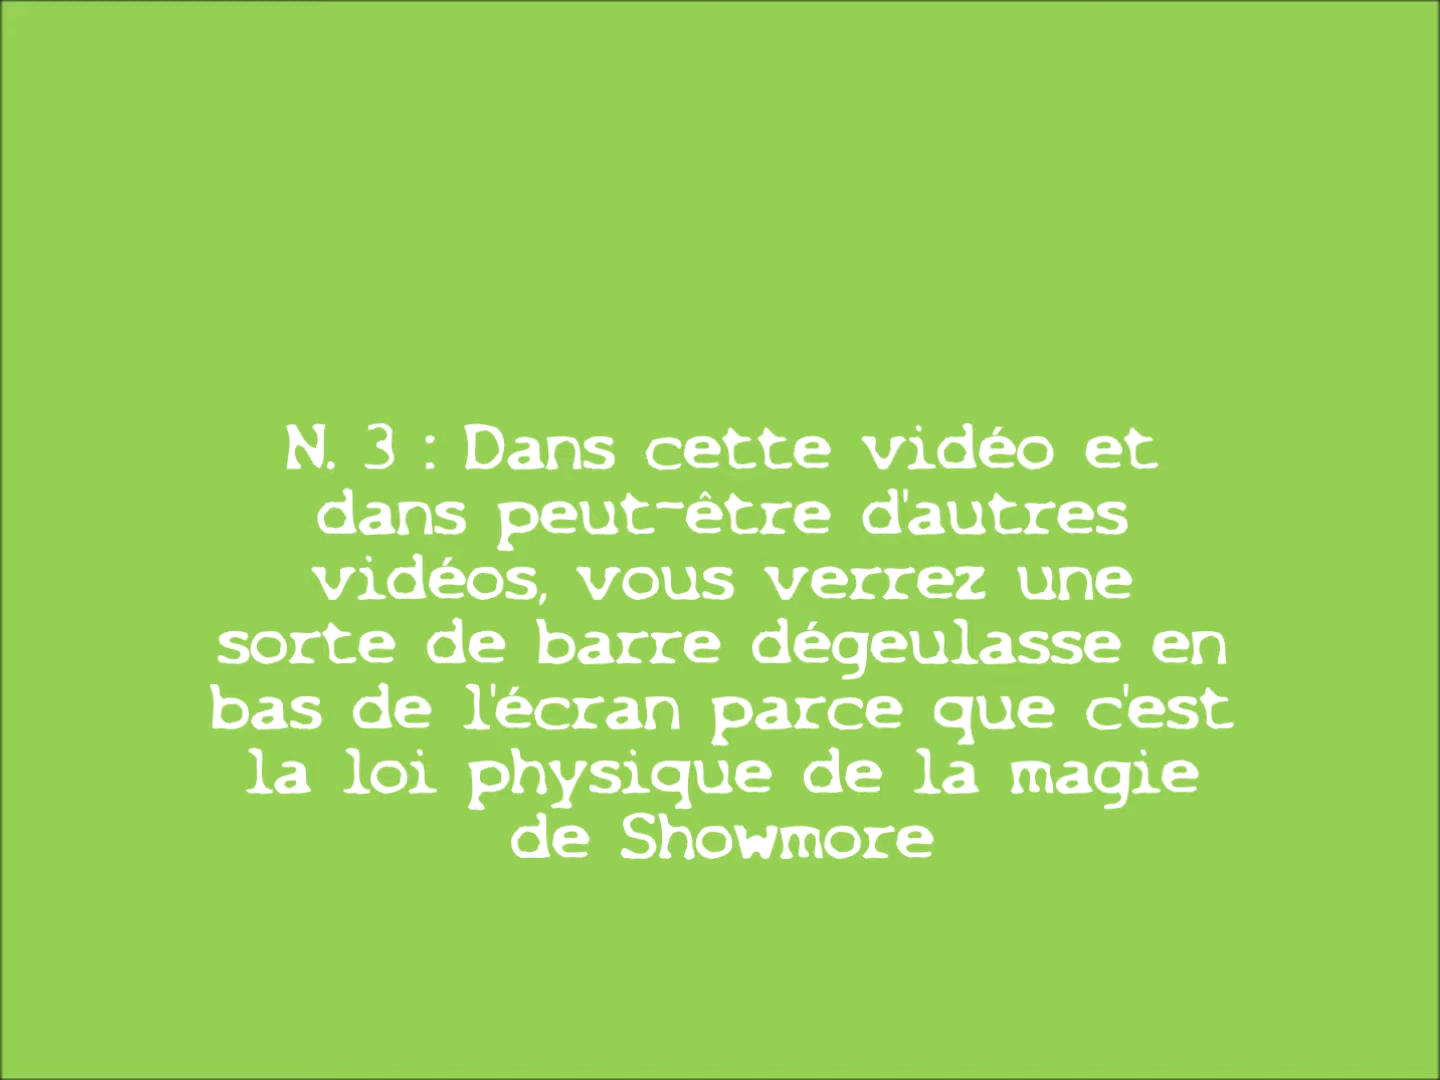 N. 3 : Dans cette vidéo et
dans peut-être d'autres
vidéos, vous verrez une
sorte de barre dégeulasse en
bas de l'écran parce que c'est
la loi physique de la magie
de Showmore